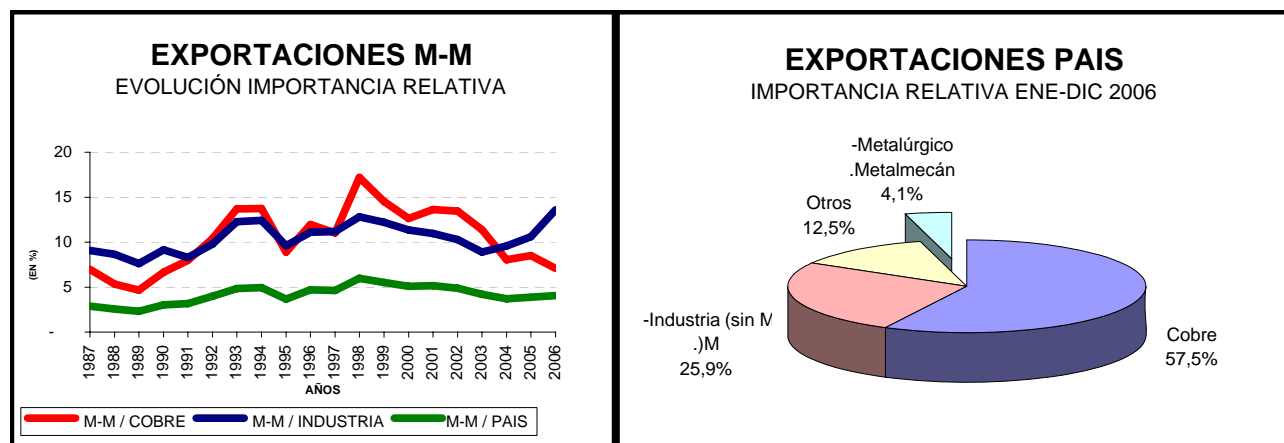 EXPORTACIONES M-M
EVOLUCIÓN IMPORTANCIA RELATIVA
20
15
10
5
-
(EN %)
1987
1988
1989
1990
1991
1992
1993
1994
1995
1996
1997
1998
1999
2000
2001
2002
2003
2004
2005
2006
AÑOS
M-M / COBRE
M-M / INDUSTRIA
M-M / PAIS
EXPORTACIONES PAIS
IMPORTANCIA RELATIVA ENE-DIC 2006
-Metalúrgico
.Metalmecán
4,1%
Otros
12,5%
-Industria (sin M
.)M
25,9%
Cobre
57,5%